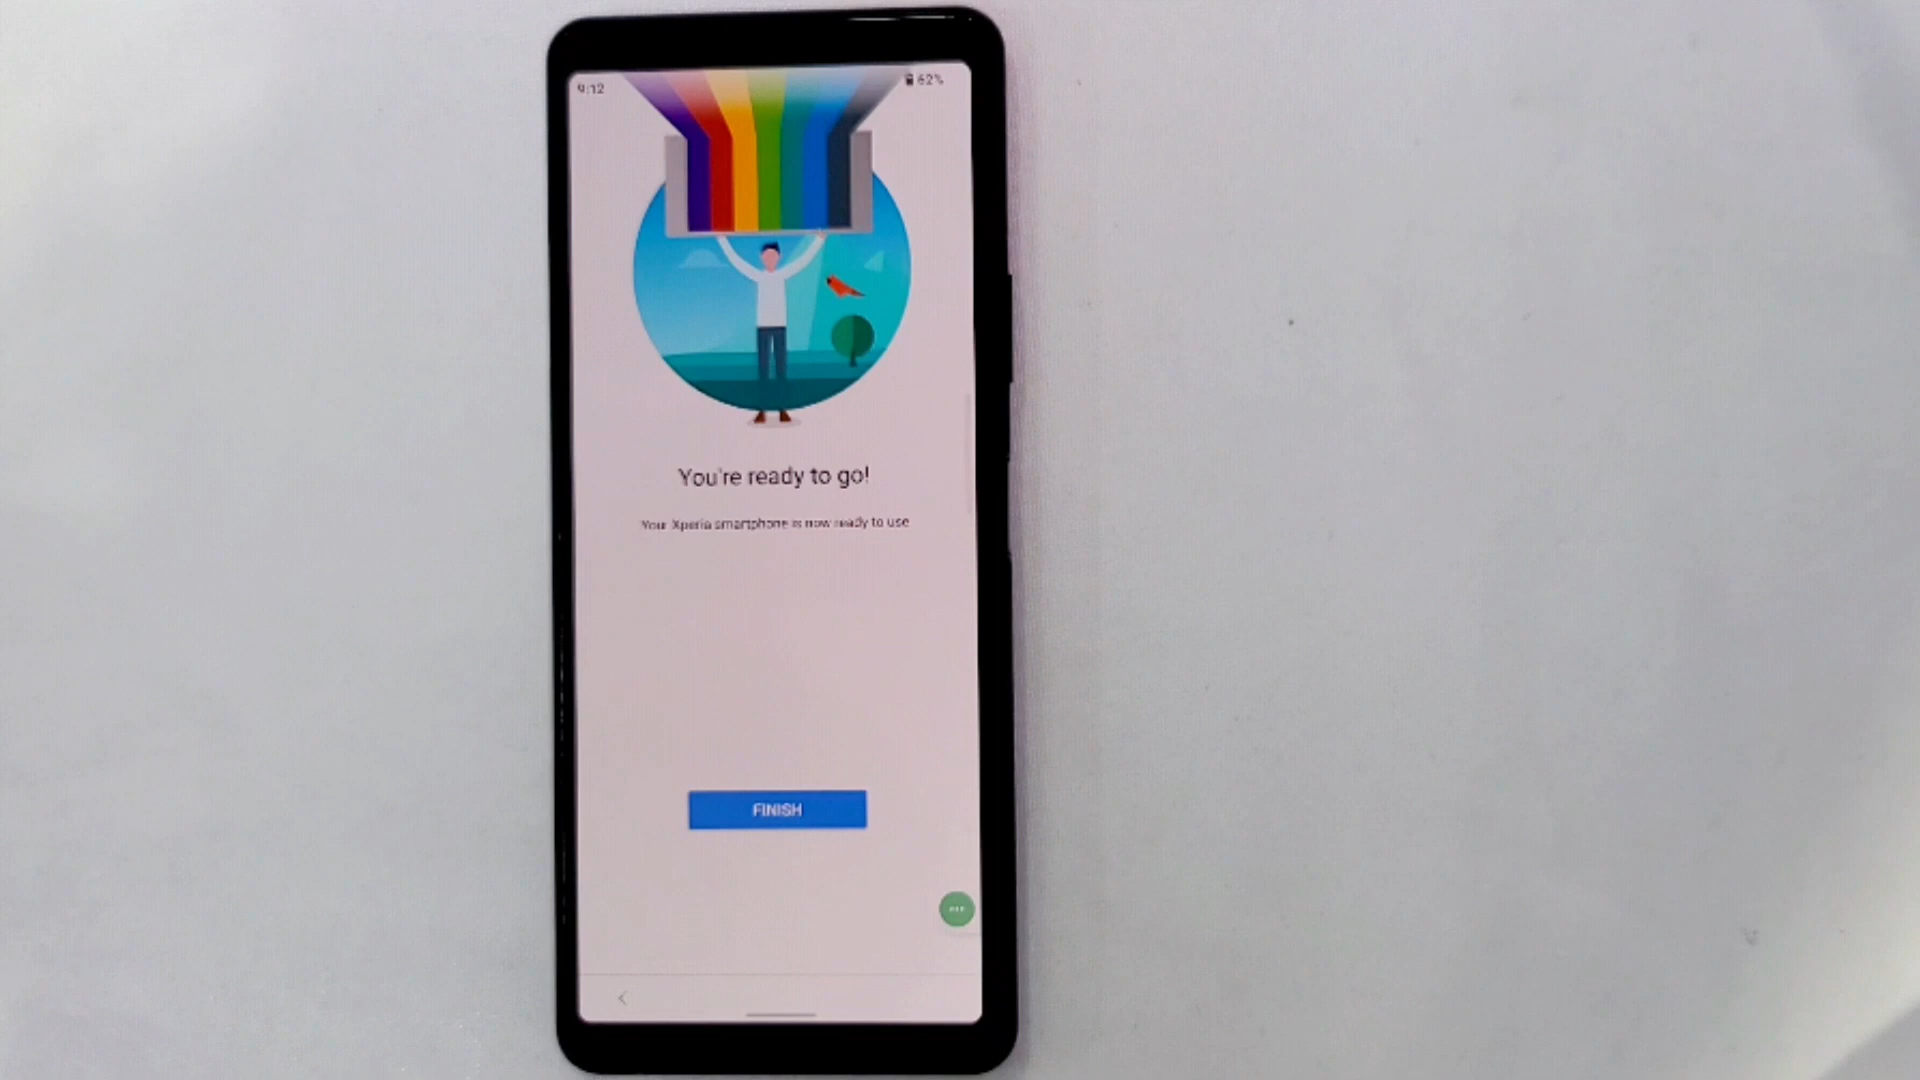 9:12
62%
You're ready to go!
Your Xperia smartphone is now ready to use
FINISH